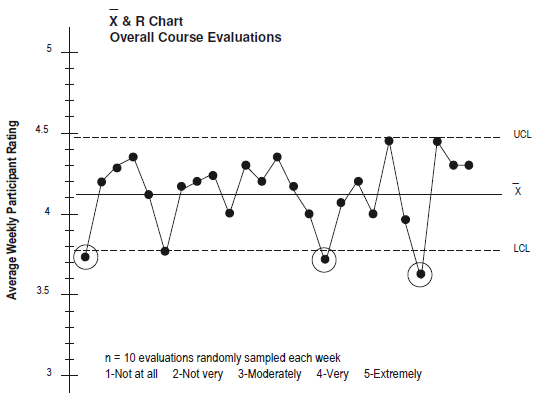 X̄ & R Chart
Overall Course Evaluations
5
4.5
UCL
X̄
4
LCL
3.5
3
Average Weekly Participant Rating
n = 10 evaluations randomly sampled each week
1-Not at all 2-Not very 3-Moderately 4-Very 5-Extremely